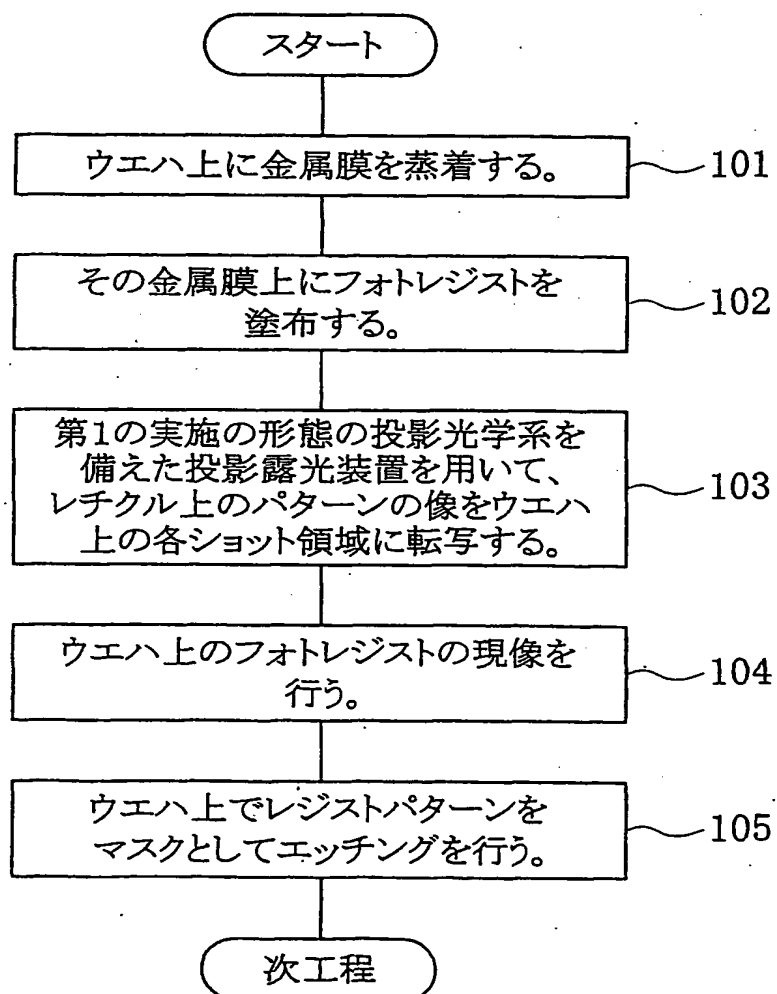 スタート
ウエハ上に金属膜を蒸着する。
101
その金属膜上にフォトレジストを
塗布する。
102
第1の実施の形態の投影光学系を
備えた投影露光装置を用いて、
レチクル上のパターンの像をウエハ
上の各ショット領域に転写する。
103
ウエハ上のフォトレジストの現像を
行う。
104
ウエハ上でレジストパターンを
マスクとしてエッチングを行う。
105
次工程